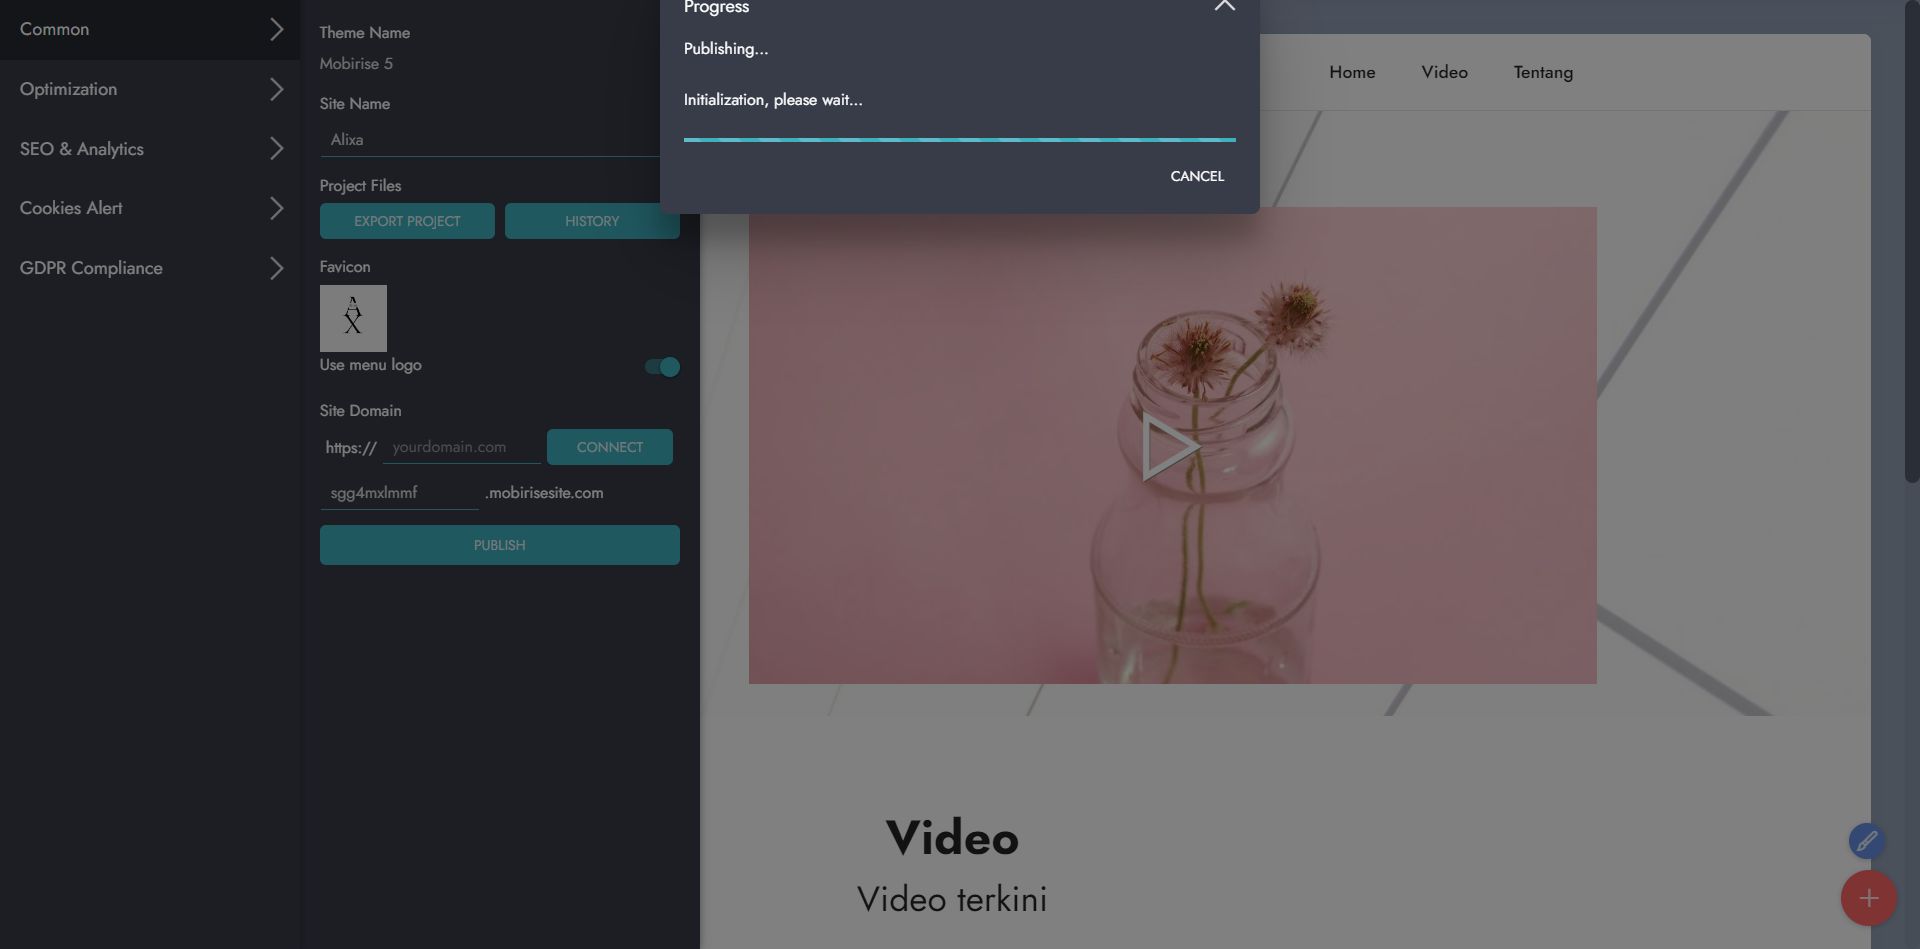 Common
Optimization
SEO & Analytics
Cookies Alert
GDPR Compliance
Theme Name
Mobirise 5
Site Name
Alixa
Project Files
EXPORT PROJECT
HISTORY
Favicon
AX
Use menu logo
Site Domain
https://
yourdomain.com
CONNECT
sgg4mxlmmf
.mobirisesite.com
PUBLISH
Progress
Publishing...
Initialization, please wait...
CANCEL
Home
Video
Tentang
Video
Video terkini